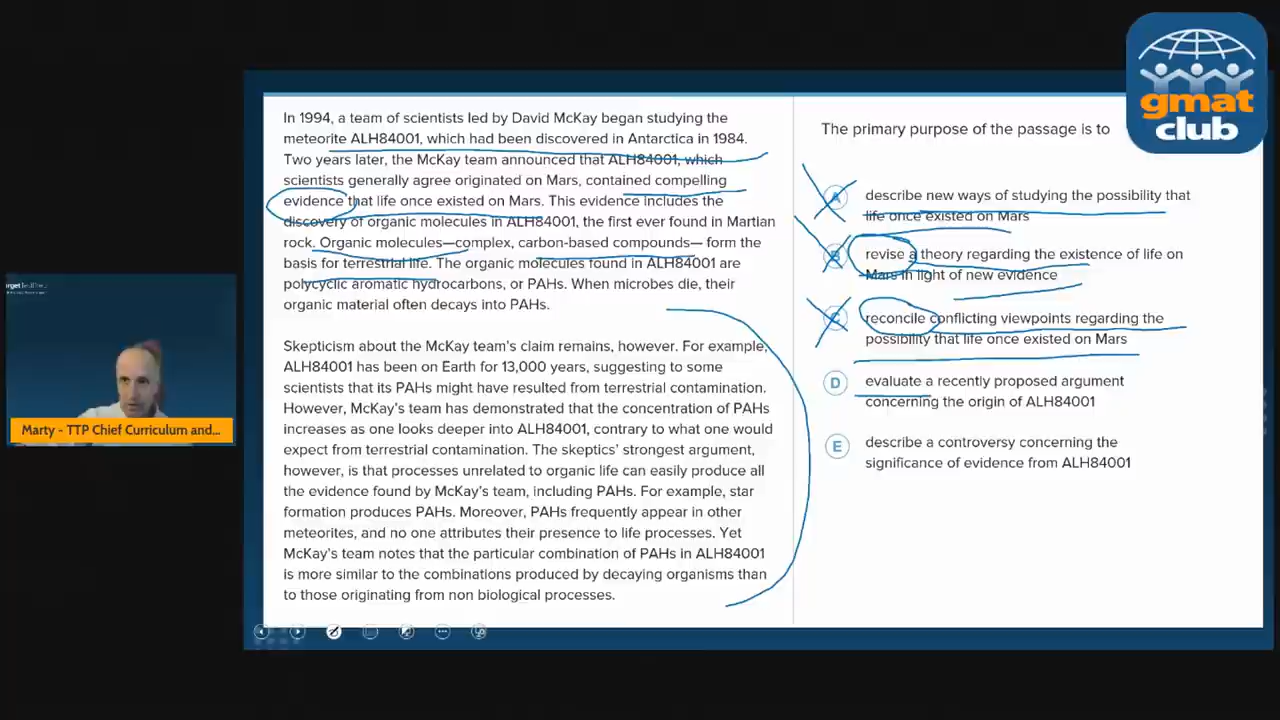 In 1994, a team of scientists led by David McKay began studying the
meteorite ALH84001, which had been discovered in Antarctica in 1984.
Two years later, the McKay team announced that ALH84001, which
scientists generally agree originated on Mars, contained compelling
evidence that life once existed on Mars. This evidence includes the
discovery of organic molecules in ALH84001, the first ever found in Martian
rock. Organic molecules—complex, carbon-based compounds— form the
basis for terrestrial life. The organic molecules found in ALH84001 are
polycyclic aromatic hydrocarbons, or PAHs. When microbes die, their
organic material often decays into PAHs.
Skepticism about the McKay team's claim remains, however. For example,
ALH84001 has been on Earth for 13,000 years, suggesting to some
scientists that its PAHs might have resulted from terrestrial contamination.
However, McKay's team has demonstrated that the concentration of PAHs
increases as one looks deeper into ALH84001, contrary to what one would
expect from terrestrial contamination. The skeptics' strongest argument,
however, is that processes unrelated to organic life can easily produce all
the evidence found by McKay's team, including PAHs. For example, star
formation produces PAHs. Moreover, PAHs frequently appear in other
meteorites, and no one attributes their presence to life processes. Yet
McKay's team notes that the particular combination of PAHs in ALH84001
is more similar to the combinations produced by decaying organisms than
to those originating from non biological processes.
The primary purpose of the passage is to
A describe new ways of studying the possibility that
life once existed on Mars
B revise a theory regarding the existence of life on
Mars in light of new evidence
C reconcile conflicting viewpoints regarding the
possibility that life once existed on Mars
D evaluate a recently proposed argument
concerning the origin of ALH84001
E describe a controversy concerning the
significance of evidence from ALH84001
gmat
club
Marty - TTP Chief Curriculum and...